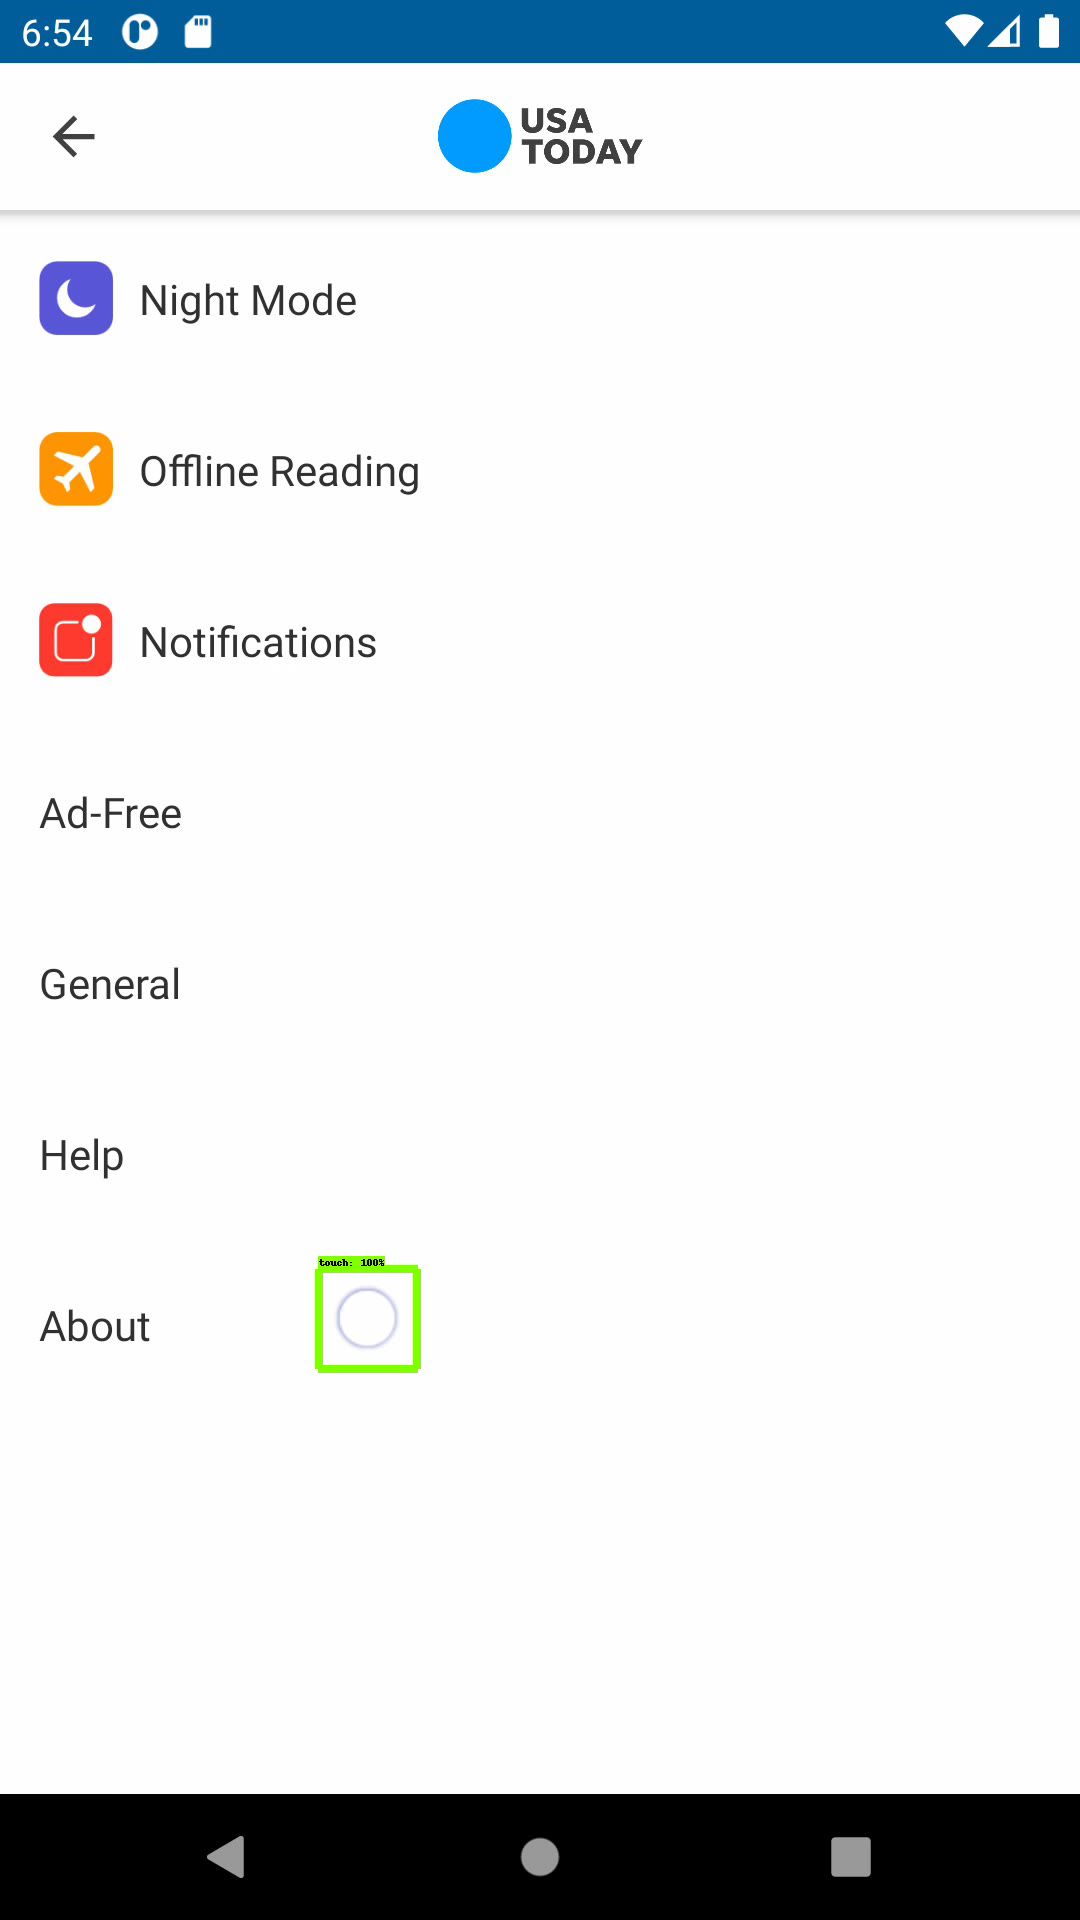 6:54
USA
TODAY
Night Mode
Offline Reading
Notifications
Ad-Free
General
Help
touch: 100%
About